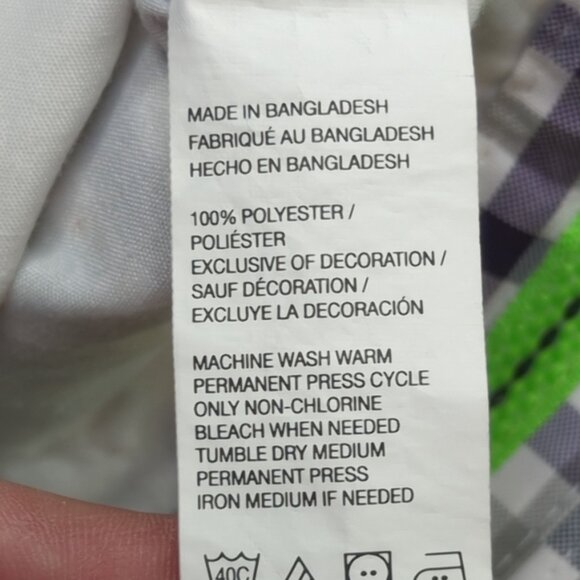 MADE IN BANGLADESH
FABRIQUÉ AU BANGLADESH
HECHO EN BANGLADESH
100% POLYESTER /
POLIÉSTER
EXCLUSIVE OF DECORATION /
SAUF DÉCORATION /
EXCLUYE LA DECORACIÓN
MACHINE WASH WARM
PERMANENT PRESS CYCLE
ONLY NON-CHLORINE
BLEACH WHEN NEEDED
TUMBLE DRY MEDIUM
PERMANENT PRESS
IRON MEDIUM IF NEEDED
40C